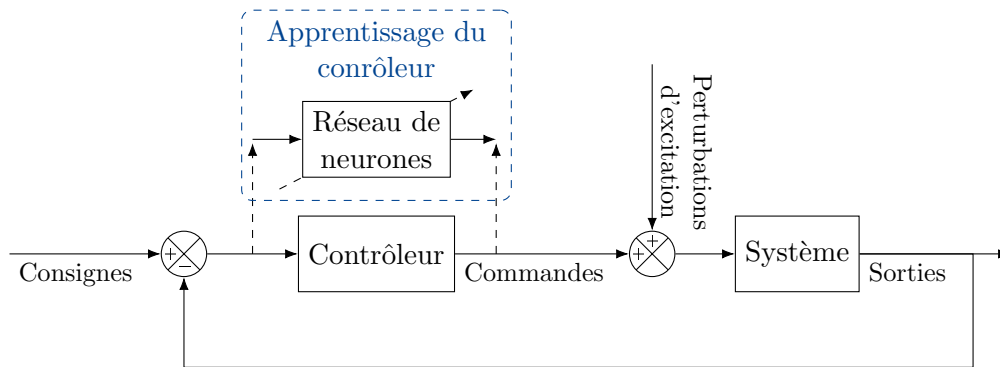 Apprentissage du
conrôleur
Réseau de
neurones
Perturbations
d'excitation
Consignes
+
−
Contrôleur
Commandes
+
+
Système
Sorties